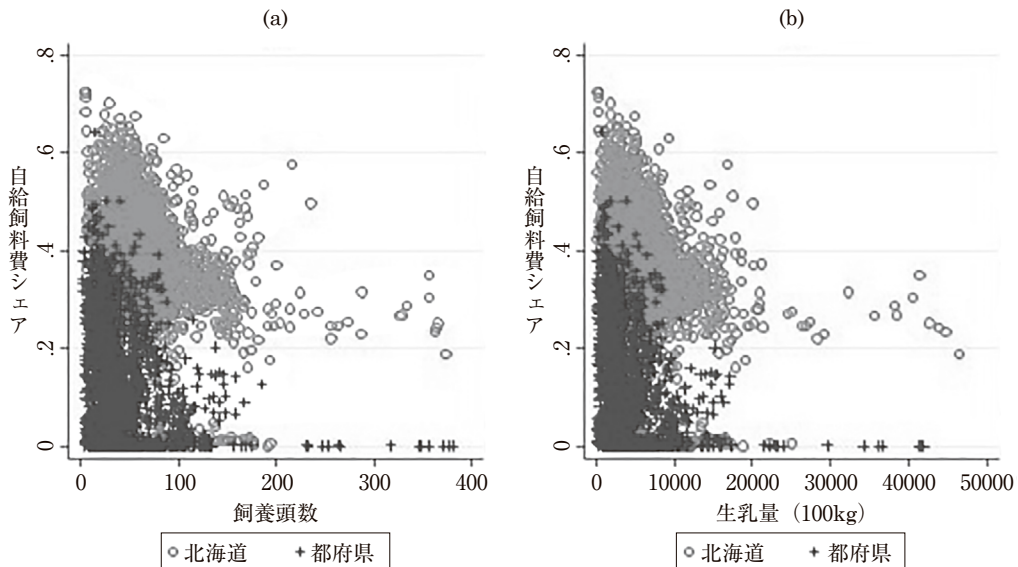 (a)
.8
.6
.4
.2
0
自給飼料費シェア
0 100 200 300 400
飼養頭数
○ 北海道 + 都府県
(b)
.8
.6
.4
.2
0
自給飼料費シェア
0 10000 20000 30000 40000 50000
生乳量（100kg）
○ 北海道 + 都府県